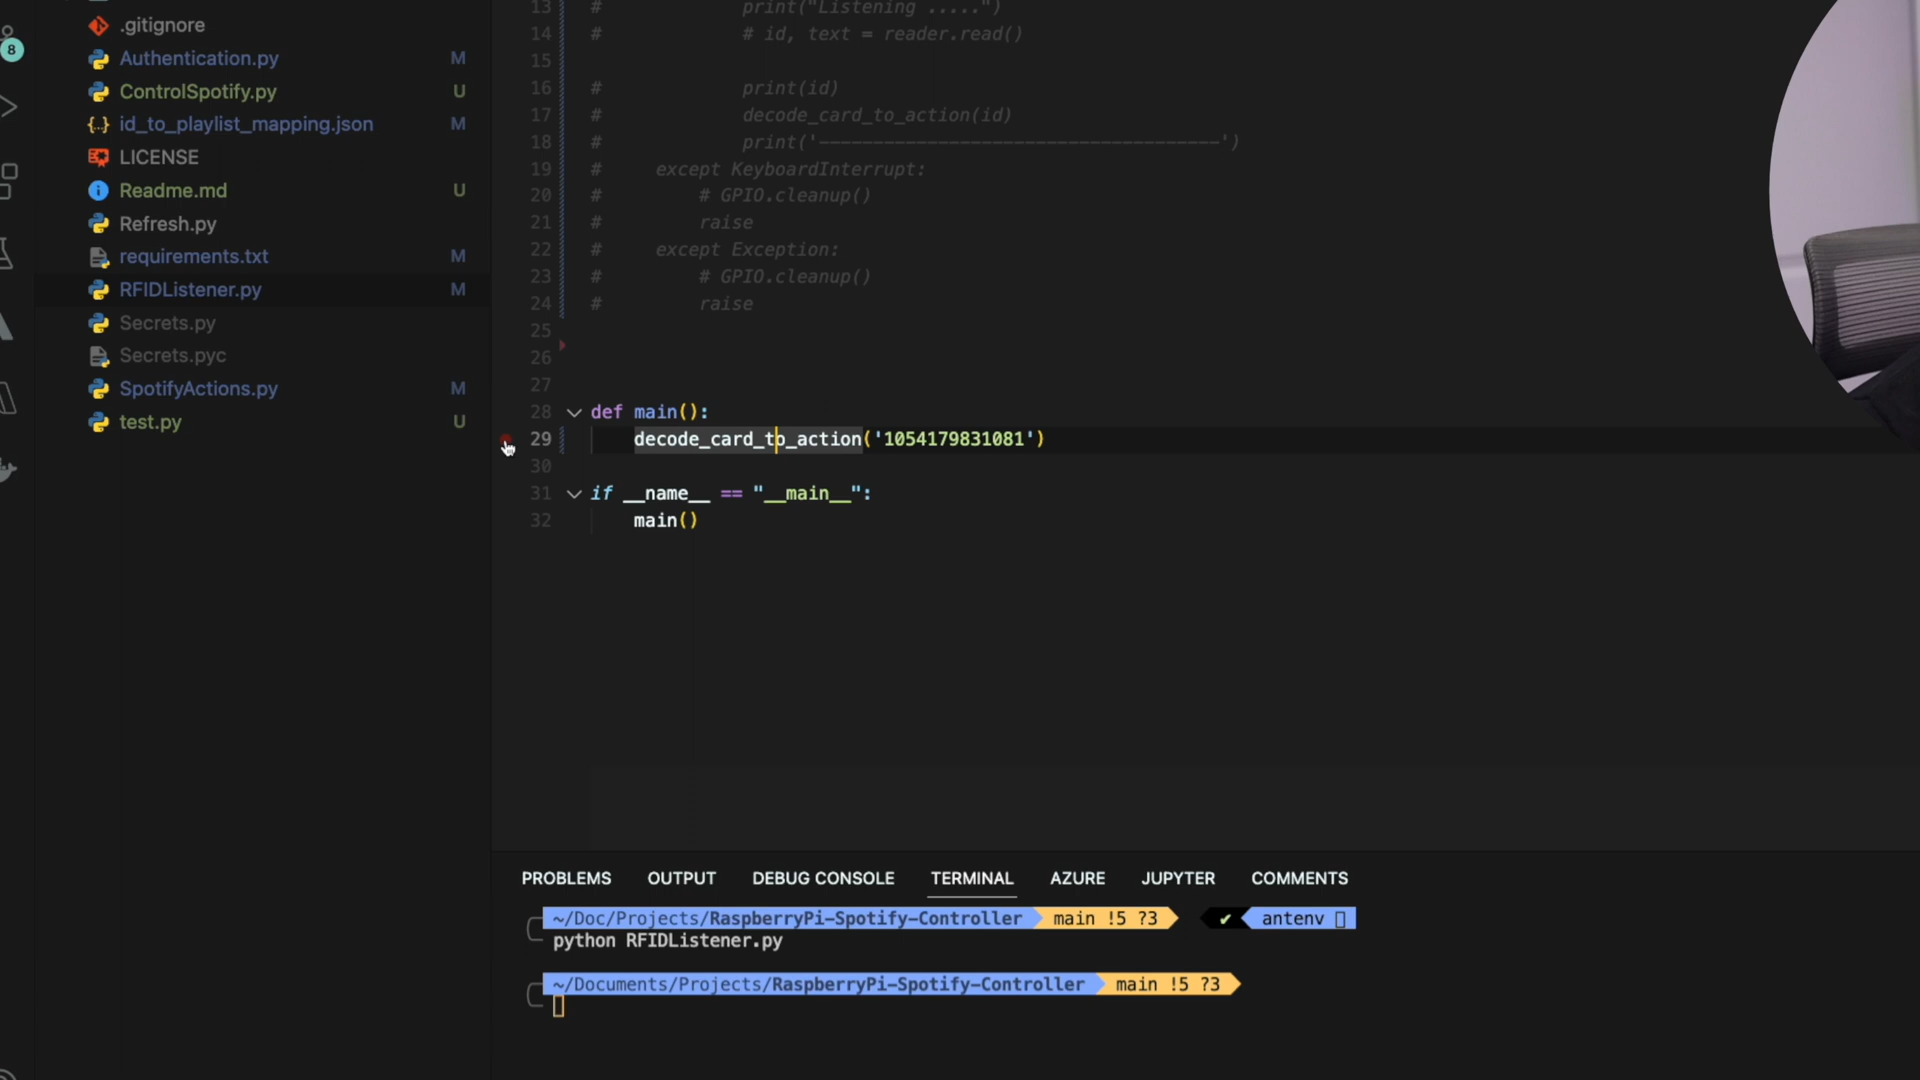 8
.gitignore
Authentication.py M
ControlSpotify.py U
{..} id_to_playlist_mapping.json M
LICENSE
Readme.md U
Refresh.py
requirements.txt M
RFIDListener.py M
Secrets.py
Secrets.pyc
SpotifyActions.py M
test.py U
13 # print("Listening .....")
14 # # id, text = reader.read()
15
16 # print(id)
17 # decode_card_to_action(id)
18 # print('-------------------------------------')
19 # except KeyboardInterrupt:
20 # # GPIO.cleanup()
21 # raise
22 # except Exception:
23 # # GPIO.cleanup()
24 # raise
25
26
27
28 def main():
29 decode_card_to_action('1054179831081')
30
31 if __name__ == "__main__":
32 main()
PROBLEMS OUTPUT DEBUG CONSOLE TERMINAL AZURE JUPYTER COMMENTS
~/Doc/Projects/RaspberryPi-Spotify-Controller main !5 ?3 ✔ antenv
python RFIDListener.py
~/Documents/Projects/RaspberryPi-Spotify-Controller main !5 ?3